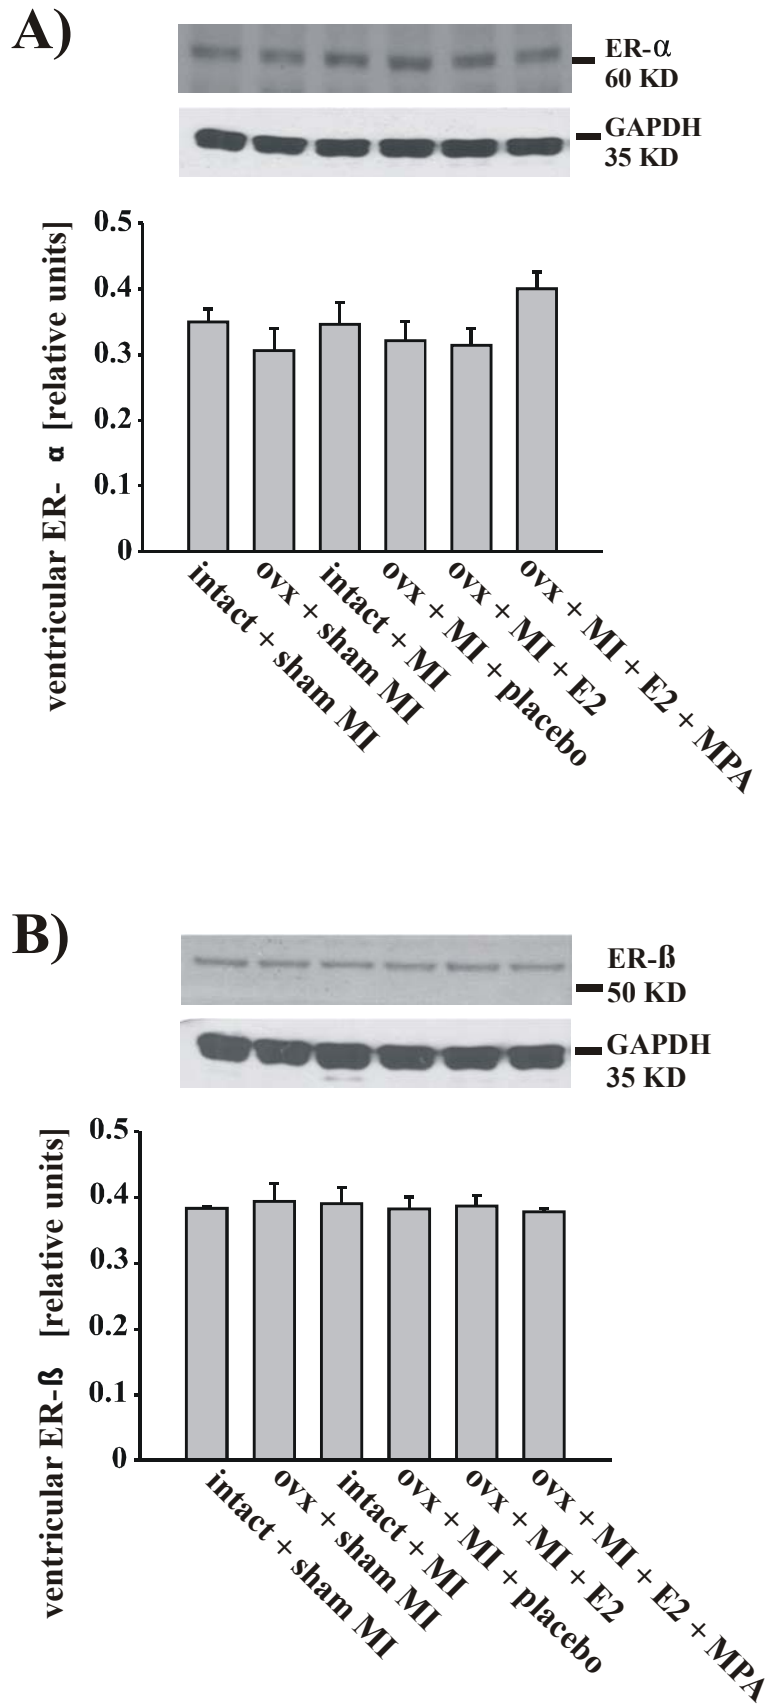 A)
ER-α
60 KD
GAPDH
35 KD
ventricular ER- α [relative units]
0.5
0.4
0.3
0.2
0.1
0
intact + sham MI
ovx + sham MI
intact + MI
ovx + MI + placebo
ovx + MI + E2
ovx + MI + E2 + MPA
B)
ER-ß
50 KD
GAPDH
35 KD
ventricular ER-ß [relative units]
0.5
0.4
0.3
0.2
0.1
0
intact + sham MI
ovx + sham MI
intact + MI
ovx + MI + placebo
ovx + MI + E2
ovx + MI + E2 + MPA